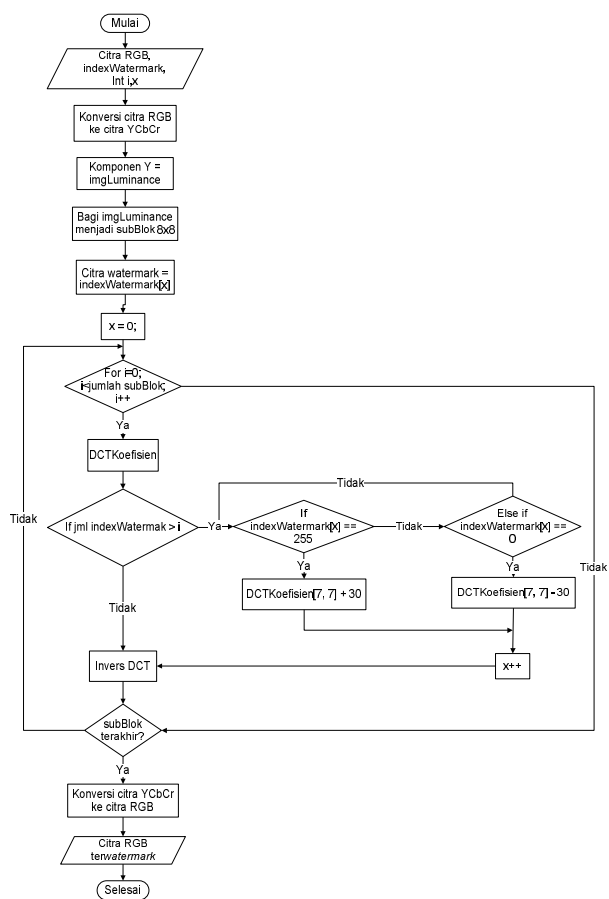 Mulai
Citra RGB,
indexWatermark,
Int i,x
Konversi citra RGB
ke citra YCbCr
Komponen Y =
imgLuminance
Bagi imgLuminance
menjadi subBlok 8x8
Citra watermark =
indexWatermark[x]
x = 0;
For i=0;
i<jumlah subBlok;
i++
Ya
DCTKoefisien
Tidak
If jml indexWatermak > i
Ya
If
indexWatermark[x] ==
255
Tidak
Else if
indexWatermark[x] ==
0
Tidak
Tidak
Ya
Ya
DCTKoefisien[7, 7] + 30
DCTKoefisien[7, 7] - 30
Tidak
Invers DCT
x++
subBlok
terakhir?
Ya
Konversi citra YCbCr
ke citra RGB
Citra RGB
terwatermark
Selesai